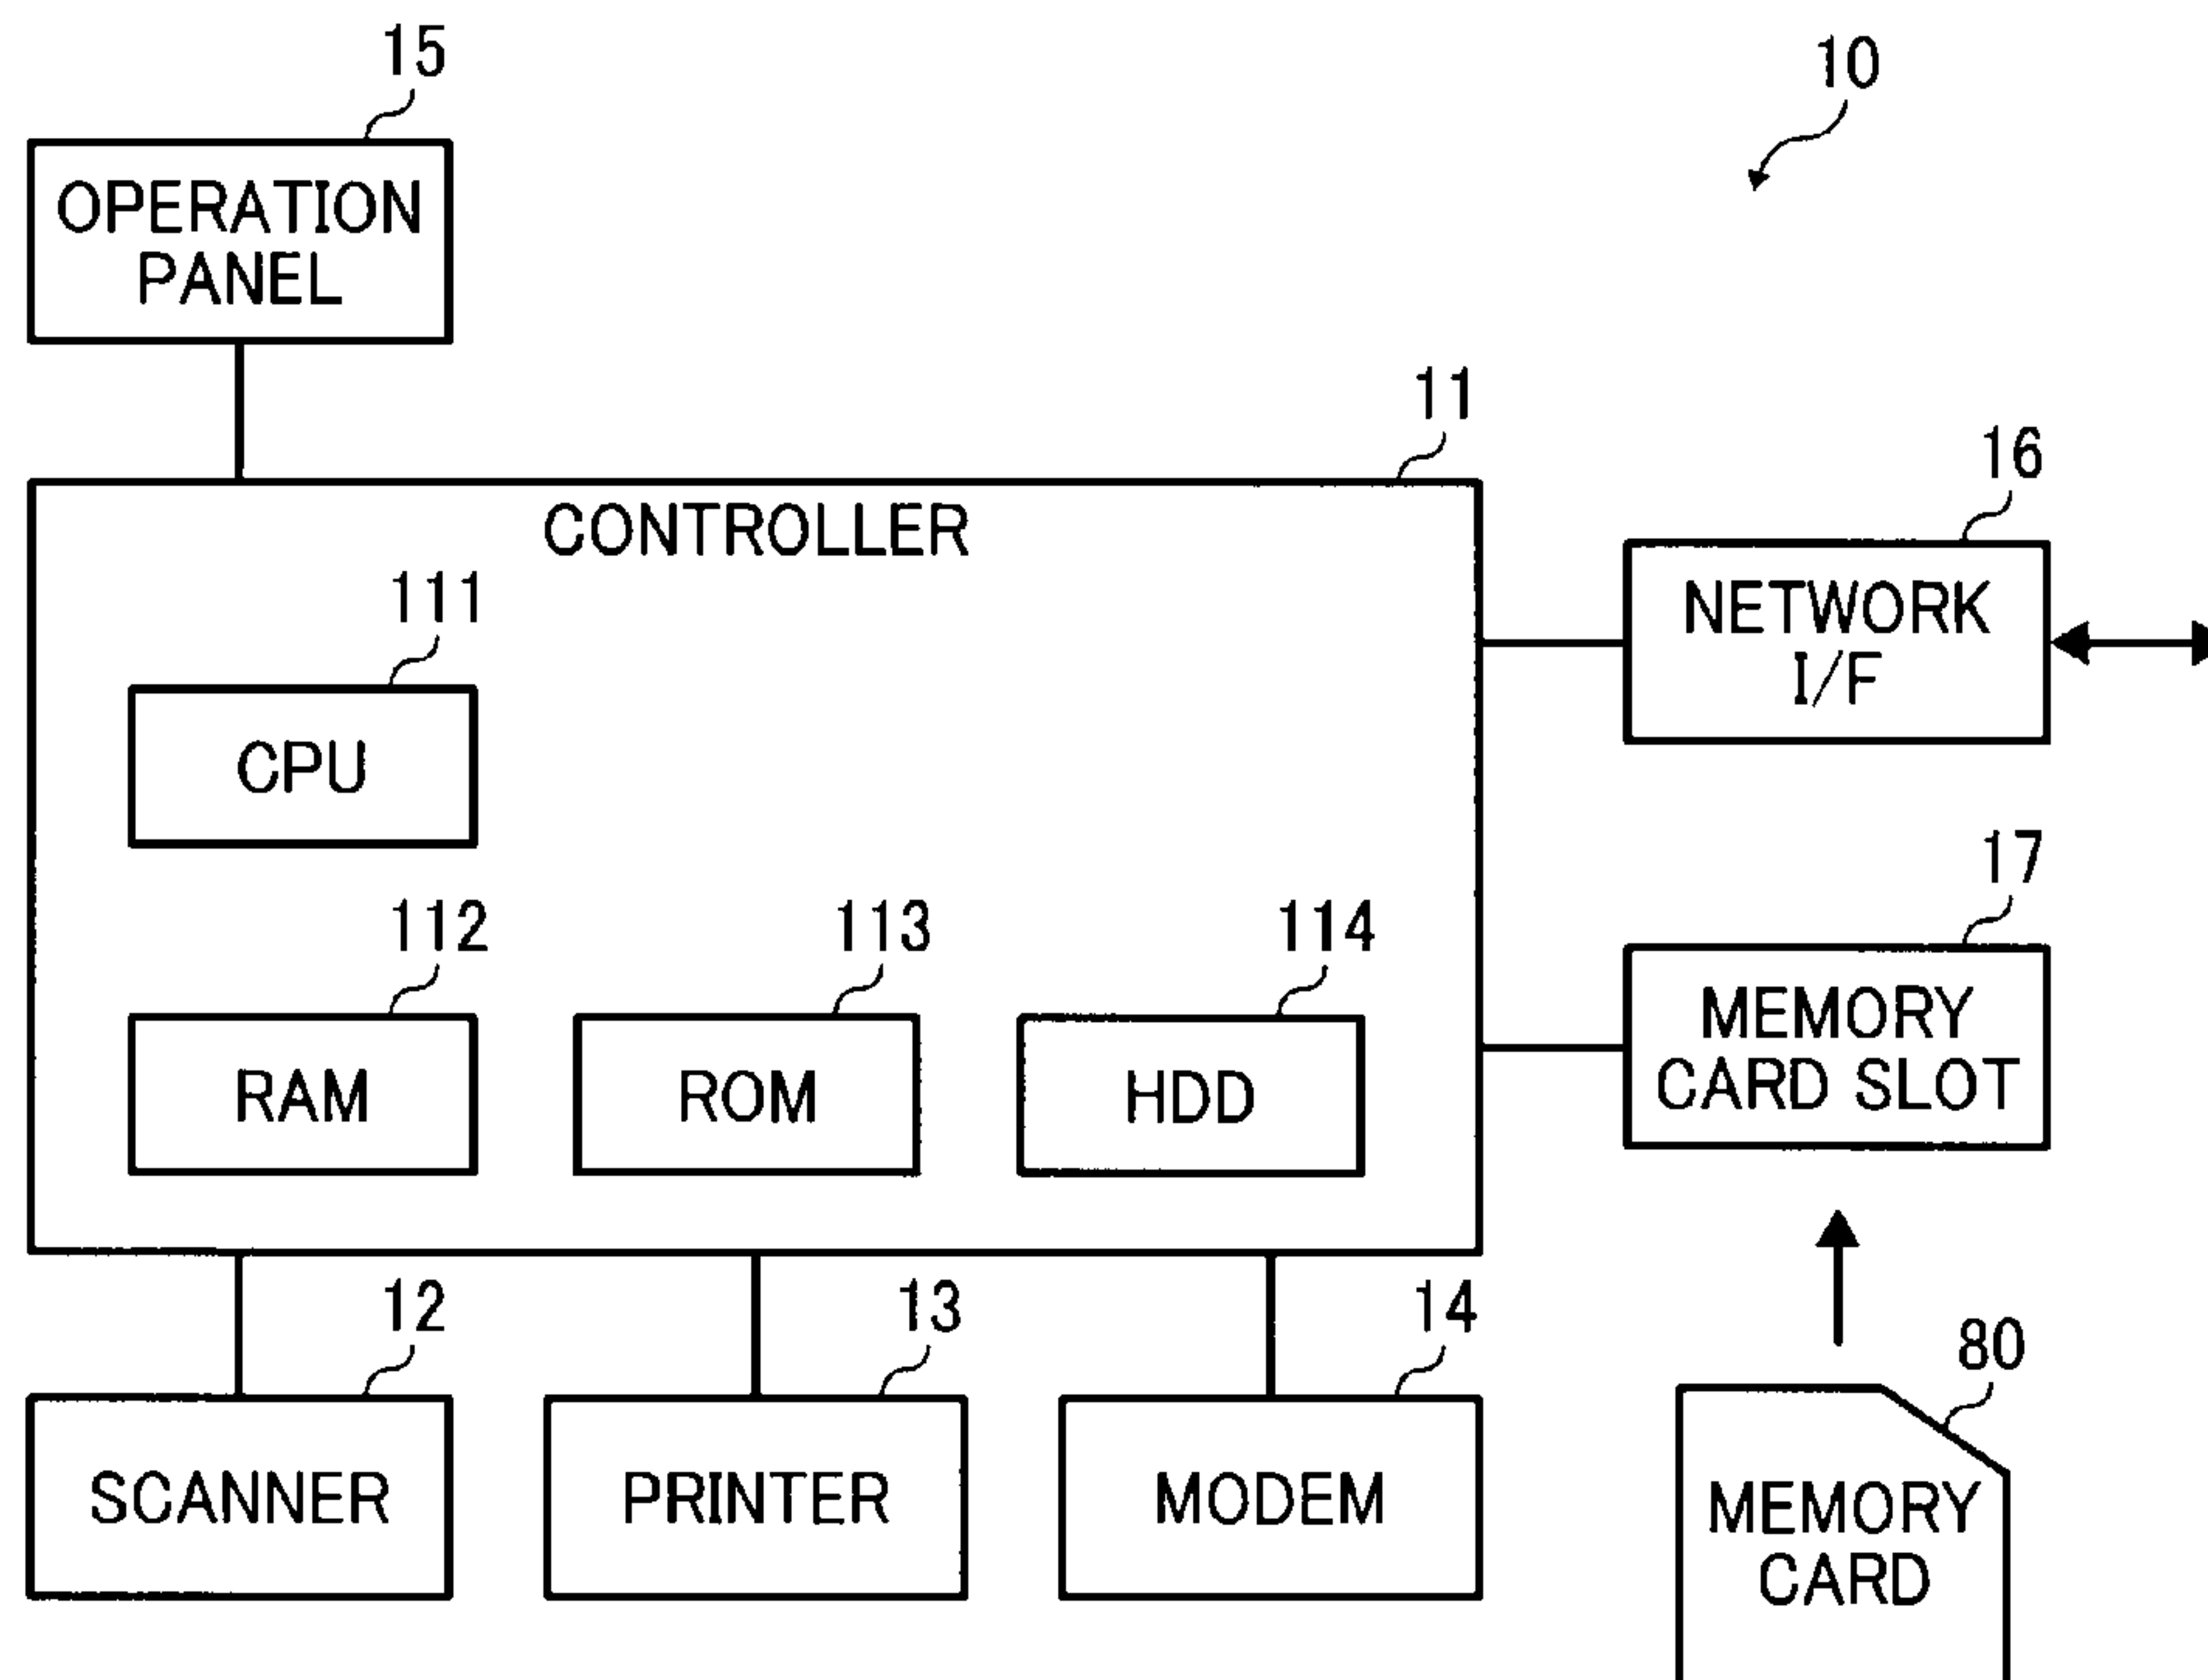 15
10
OPERATION
PANEL
11
CONTROLLER
16
NETWORK
I/F
111
CPU
17
MEMORY
CARD SLOT
112
113
114
RAM
ROM
HDD
12
13
14
80
SCANNER
PRINTER
MODEM
MEMORY
CARD